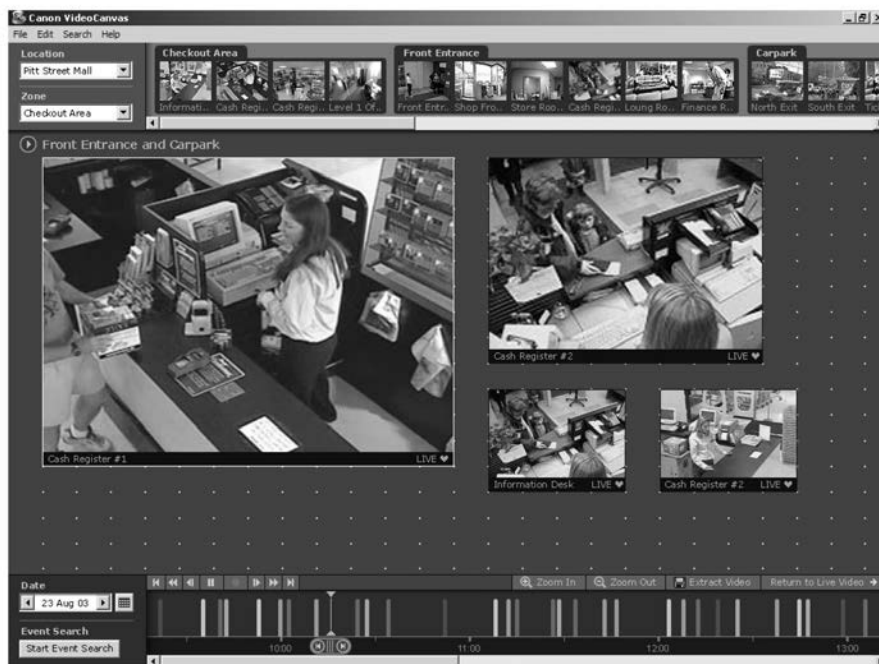 Canon VideoCanvas
File Edit Search Help
Location
Pitt Street Mall
Zone
Checkout Area
Checkout Area
Informati.. Cash Regi.. Cash Regi.. Level 1 Of..
Front Entrance
Front Entr.. Shop Fro.. Store Roo.. Cash Regi.. Loung Ro.. Finance R..
Carpark
North Exit South Exit
Front Entrance and Carpark
Cash Register #1 LIVE
Cash Register #2 LIVE
Information Desk LIVE
Cash Register #2 LIVE
Date
23 Aug 03
Event Search
Start Event Search
Zoom In Zoom Out Extract Video Return to Live Video
10:00 11:00 12:00 13:00